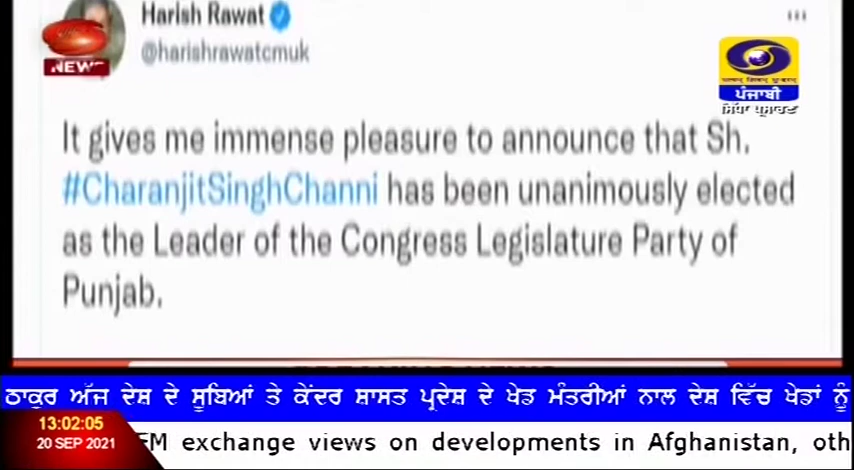 Harish Rawat
@harishrawatcmuk
NEWS
ਪੰਜਾਬੀ
ਸਿੱਧਾ ਪ੍ਰਸਾਰਣ
It gives me immense pleasure to announce that Sh.
#CharanjitSinghChanni has been unanimously elected
as the Leader of the Congress Legislature Party of
Punjab.
ਠਾਕੁਰ ਅੱਜ ਦੇਸ਼ ਦੇ ਸੂਬਿਆਂ ਤੇ ਕੇਂਦਰ ਸ਼ਾਸਤ ਪ੍ਰਦੇਸ਼ ਦੇ ਖੇਡ ਮੰਤਰੀਆਂ ਨਾਲ ਦੇਸ਼ ਵਿੱਚ ਖੇਡਾਂ ਨੂੰ
13:02:05
20 SEP 2021
FM exchange views on developments in Afghanistan, oth